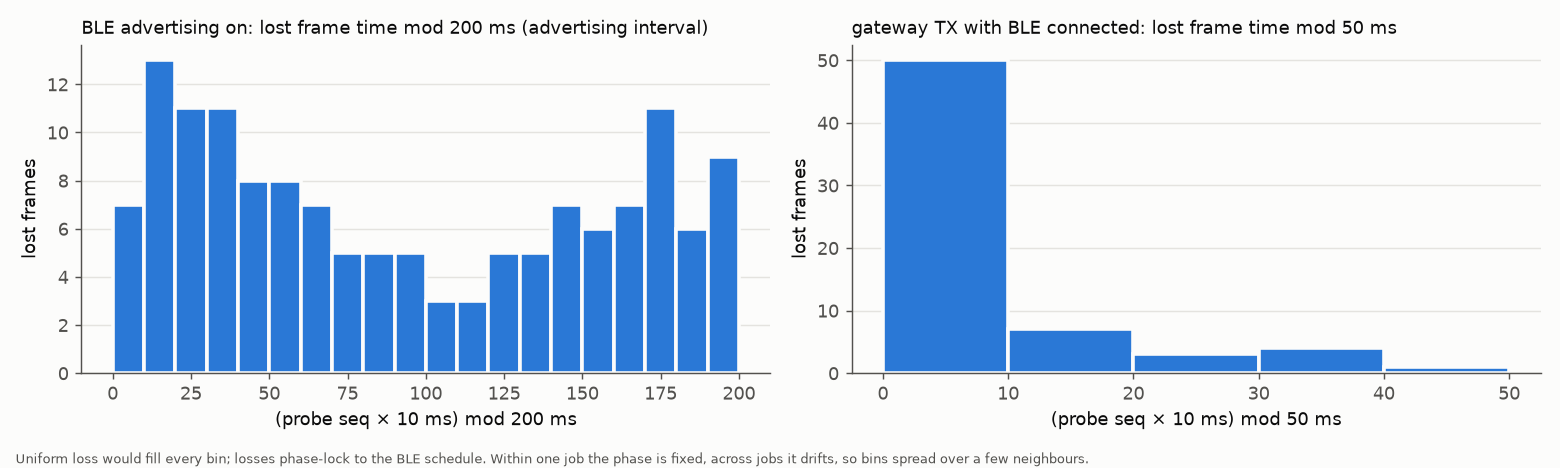 BLE advertising on: lost frame time mod 200 ms (advertising interval)
lost frames
12
10
8
6
4
2
0
0 25 50 75 100 125 150 175 200
(probe seq × 10 ms) mod 200 ms
gateway TX with BLE connected: lost frame time mod 50 ms
lost frames
50
40
30
20
10
0
0 10 20 30 40 50
(probe seq × 10 ms) mod 50 ms
Uniform loss would fill every bin; losses phase-lock to the BLE schedule. Within one job the phase is fixed, across jobs it drifts, so bins spread over a few neighbours.